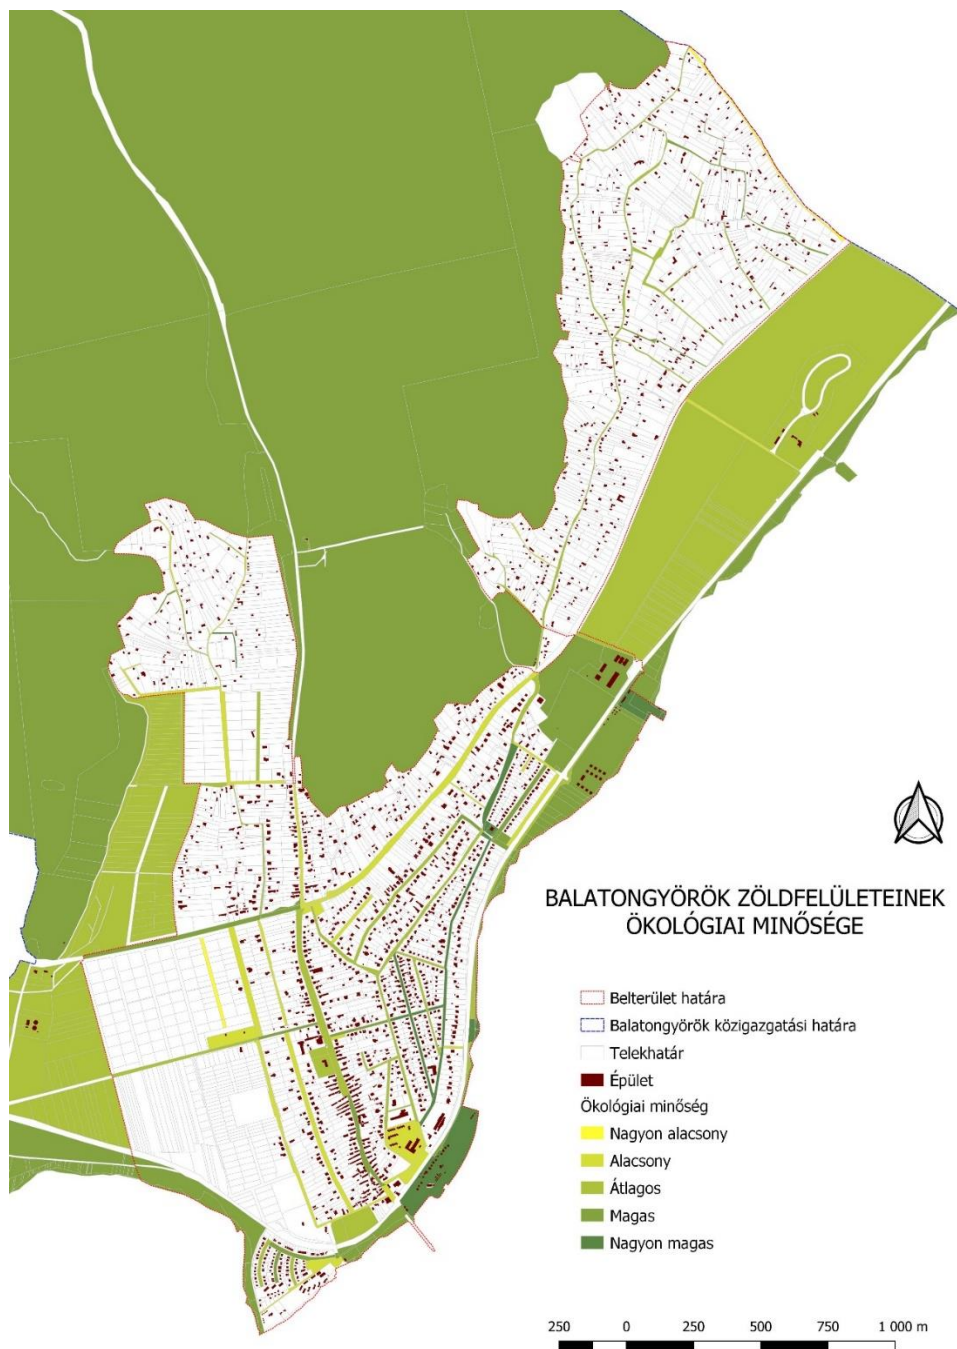 BALATONGYÖRÖK ZÖLDFELÜLETEINEK
ÖKOLÓGIAI MINŐSÉGE
Belterület határa
Balatongyörök közigazgatási határa
Telekhatár
Épület
Ökológiai minőség
Nagyon alacsony
Alacsony
Átlagos
Magas
Nagyon magas
250 0 250 500 750 1 000 m